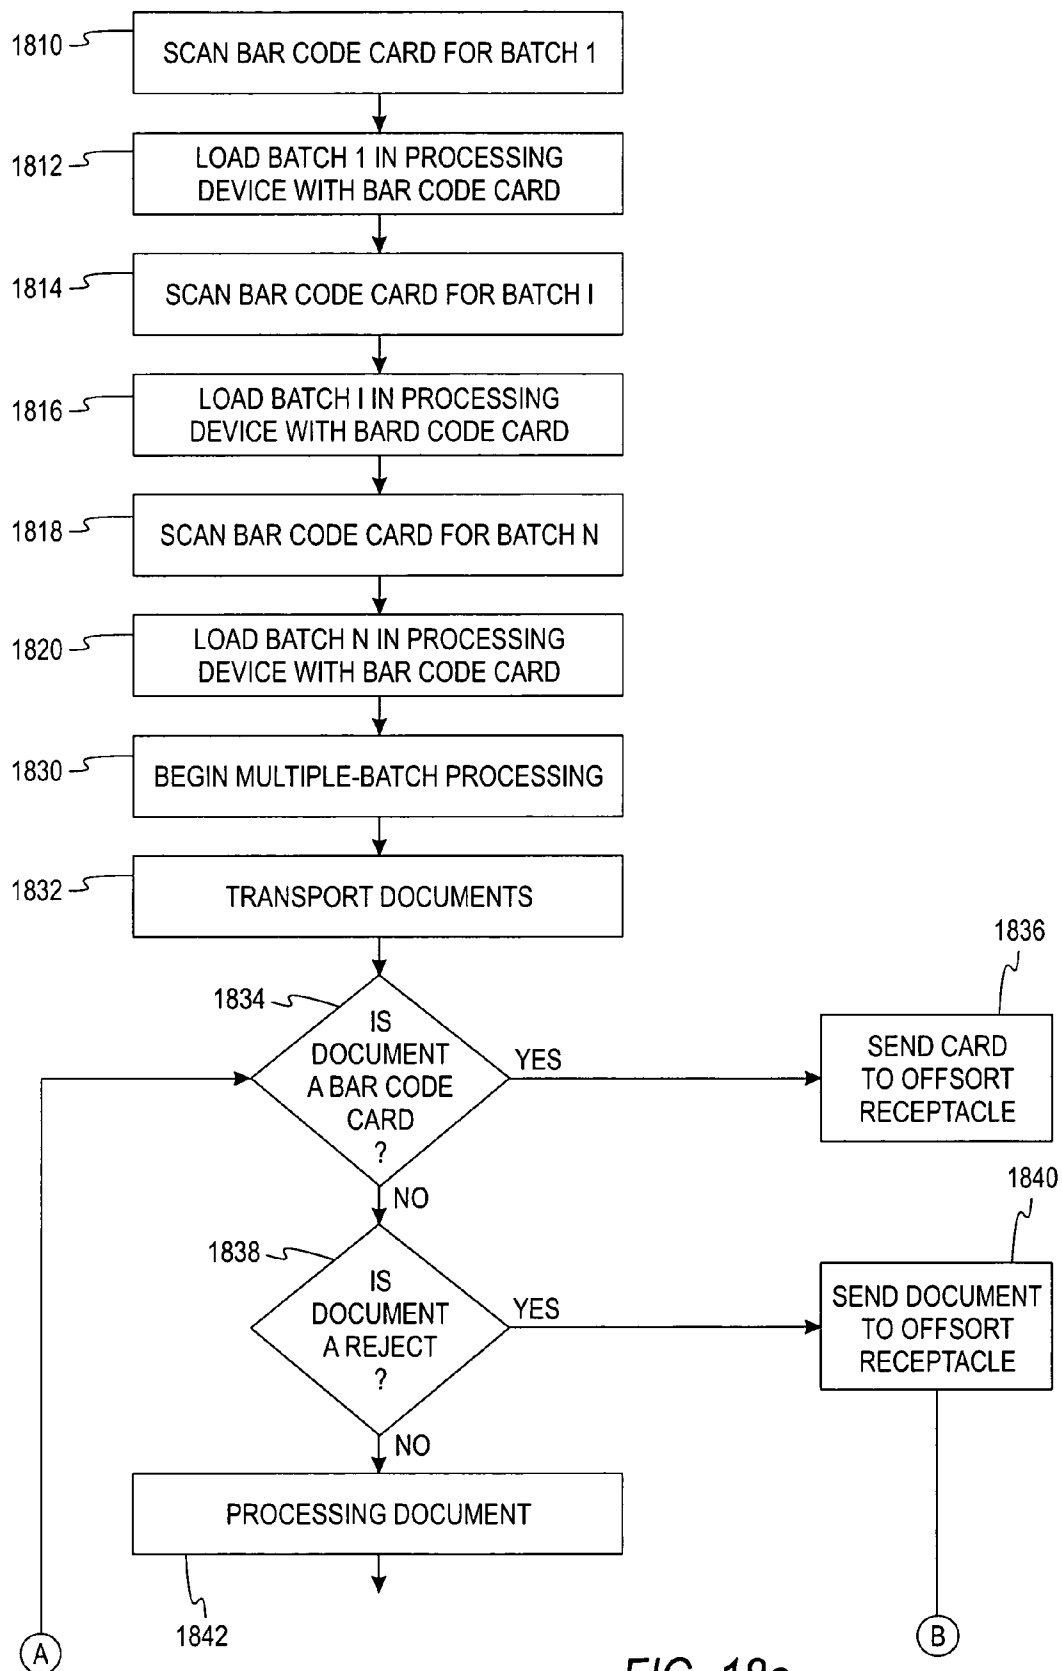 1810
SCAN BAR CODE CARD FOR BATCH 1
1812
LOAD BATCH 1 IN PROCESSING
DEVICE WITH BAR CODE CARD
1814
SCAN BAR CODE CARD FOR BATCH I
1816
LOAD BATCH I IN PROCESSING
DEVICE WITH BARD CODE CARD
1818
SCAN BAR CODE CARD FOR BATCH N
1820
LOAD BATCH N IN PROCESSING
DEVICE WITH BAR CODE CARD
1830
BEGIN MULTIPLE-BATCH PROCESSING
1832
TRANSPORT DOCUMENTS
1834
IS
DOCUMENT
A BAR CODE
CARD
?
YES
1836
SEND CARD
TO OFFSORT
RECEPTACLE
NO
1838
IS
DOCUMENT
A REJECT
?
YES
1840
SEND DOCUMENT
TO OFFSORT
RECEPTACLE
NO
PROCESSING DOCUMENT
1842
A
B